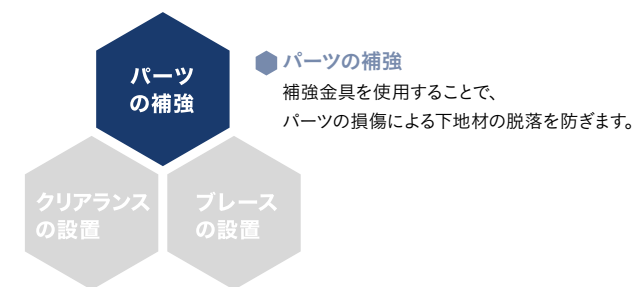 パーツ
の補強
パーツの補強
補強金具を使用することで、
パーツの損傷による下地材の脱落を防ぎます。
クリアランス
の設置
ブレース
の設置